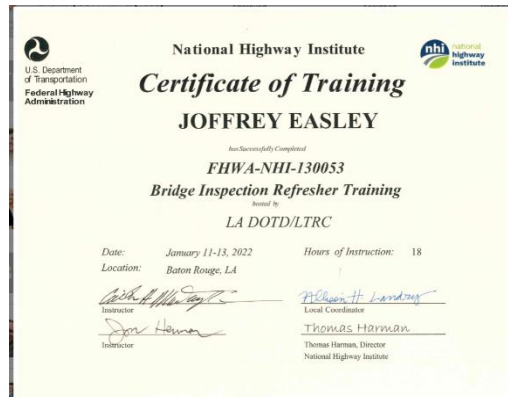 U.S. Department
of Transportation
Federal Highway
Administration
National Highway Institute
nhi national
highway
institute
Certificate of Training
JOFFREY EASLEY
has Successfully Completed
FHWA-NHI-130053
Bridge Inspection Refresher Training
hosted by
LA DOTD/LTRC
Date: January 11-13, 2022 Hours of Instruction: 18
Location: Baton Rouge, LA
Instructor
Allison H Landry
Local Coordinator
Instructor
Thomas Harman
Thomas Harman, Director
National Highway Institute